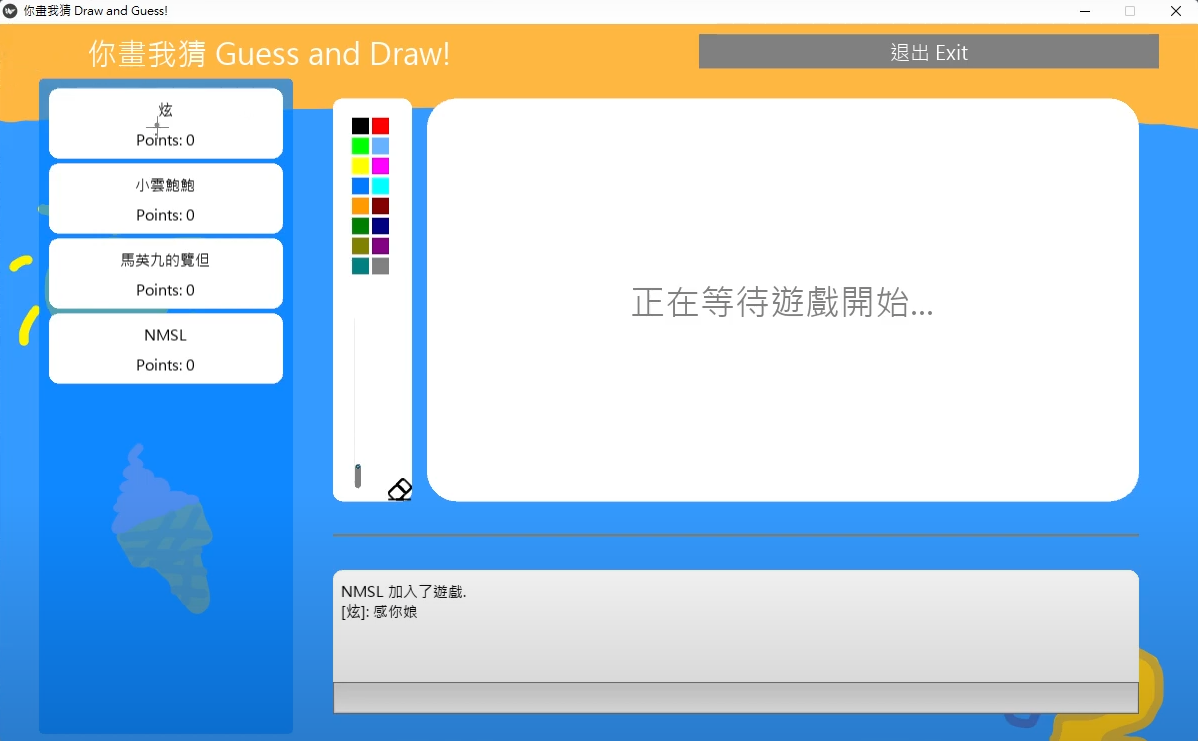 你畫我猜 Draw and Guess!
你畫我猜 Guess and Draw!
退出 Exit
炫
Points: 0
小雲鮑鮑
Points: 0
馬英九的覽但
Points: 0
NMSL
Points: 0
正在等待遊戲開始...
NMSL 加入了遊戲.
[炫]: 感你娘